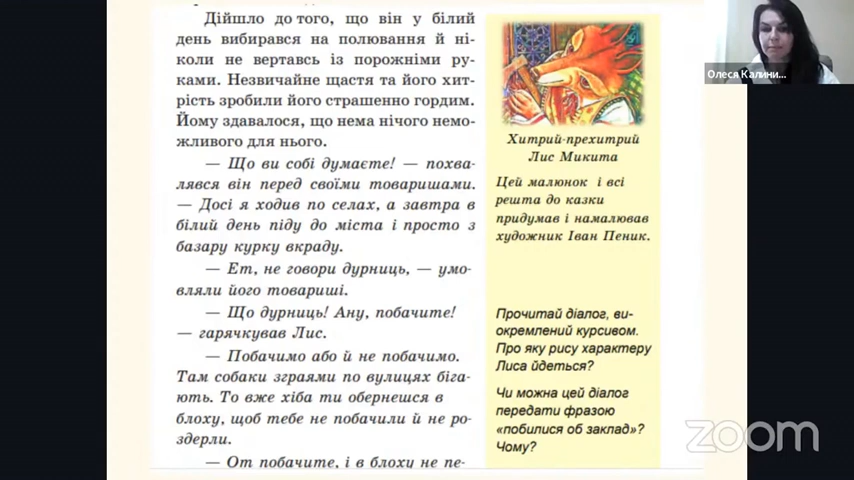 Дійшло до того, що він у білий
день вибирався на полювання й ні-
коли не вертавсь із порожніми ру-
ками. Незвичайне щастя та його хит-
рість зробили його страшенно гордим.
Йому здавалося, що нема нічого немо-
жливого для нього.
— Що ви собі думаєте! — похва-
лявся він перед своїми товаришами.
— Досі я ходив по селах, а завтра в
білий день піду до міста і просто з
базару курку вкраду.
— Ет, не говори дурниць, — умо-
вляли його товариші.
— Що дурниць! Ану, побачите!
— гарячкував Лис.
— Побачимо або й не побачимо.
Там собаки зграями по вулицях біга-
ють. То вже хіба ти обернешся в
блоху, щоб тебе не побачили й не ро-
здерли.
— От побачите, і в блоху не пе-
Хитрий-прехитрий
Лис Микита
Цей малюнок і всі
решта до казки
придумав і намалював
художник Іван Пеник.
Прочитай діалог, ви-
окремлений курсивом.
Про яку рису характеру
Лиса йдеться?
Чи можна цей діалог
передати фразою
«побилися об заклад»?
Чому?
Олеся Калини...
zoom